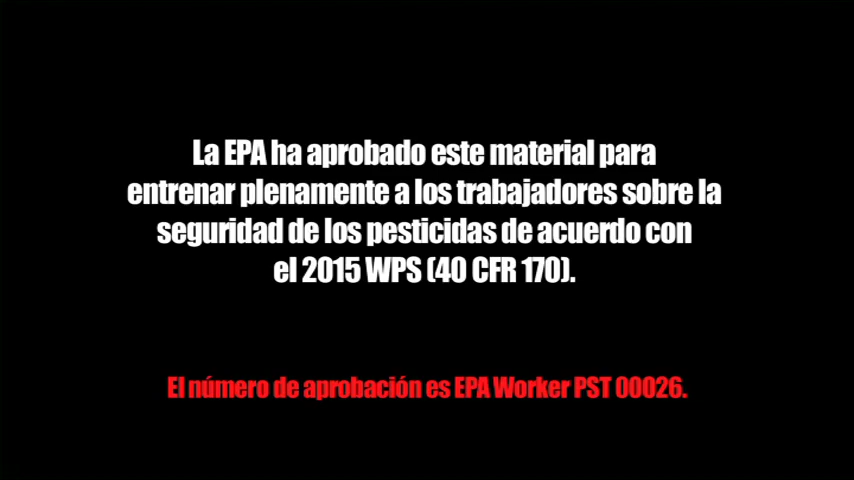 La EPA ha aprobado este material para
entrenar plenamente a los trabajadores sobre la
seguridad de los pesticidas de acuerdo con
el 2015 WPS (40 CFR 170).
El número de aprobación es EPA Worker PST 00026.